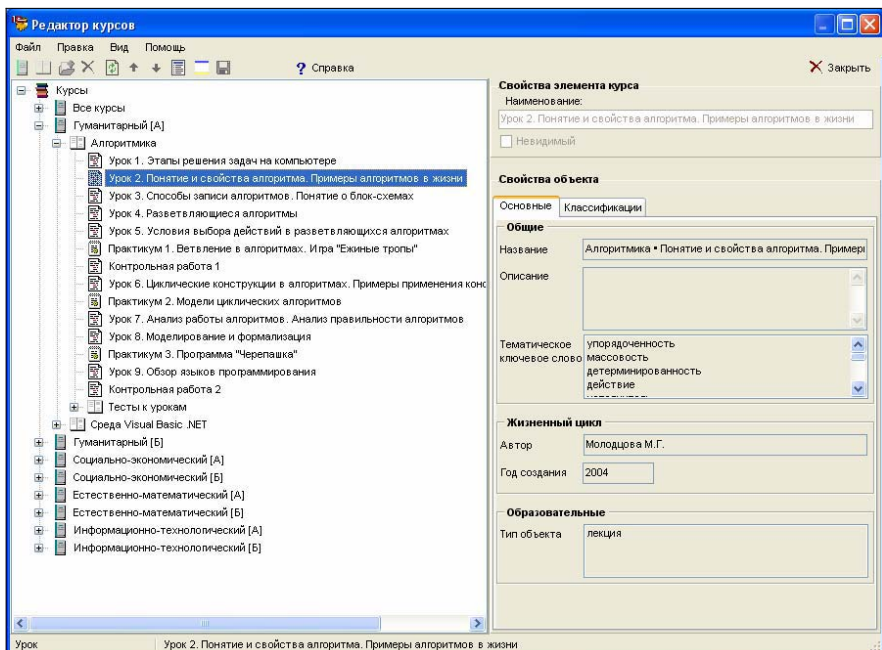 Редактор курсов
Файл Правка Вид Помощь
? Справка
Закрыть
Курсы
Все курсы
Гуманитарный [А]
Алгоритмика
Урок 1. Этапы решения задач на компьютере
Урок 2. Понятие и свойства алгоритма. Примеры алгоритмов в жизни
Урок 3. Способы записи алгоритмов. Понятие о блок-схемах
Урок 4. Разветвляющиеся алгоритмы
Урок 5. Условия выбора действий в разветвляющихся алгоритмах
Практикум 1. Ветвление в алгоритмах. Игра "Ежиные тропы"
Контрольная работа 1
Урок 6. Циклические конструкции в алгоритмах. Примеры применения конс
Практикум 2. Модели циклических алгоритмов
Урок 7. Анализ работы алгоритмов. Анализ правильности алгоритмов
Урок 8. Моделирование и формализация
Практикум 3. Программа "Черепашка"
Урок 9. Обзор языков программирования
Контрольная работа 2
Тесты к урокам
Среда Visual Basic .NET
Гуманитарный [Б]
Социально-экономический [А]
Социально-экономический [Б]
Естественно-математический [А]
Естественно-математический [Б]
Информационно-технологический [А]
Информационно-технологический [Б]
Свойства элемента курса
Наименование:
Урок 2. Понятие и свойства алгоритма. Примеры алгоритмов в жизни
Невидимый
Свойства объекта
Основные Классификации
Общие
Название Алгоритмика • Понятие и свойства алгоритма. Примерь
Описание
Тематическое ключевое слово
упорядоченность
массовость
детерминированность
действие
Жизненный цикл
Автор Молодцова М.Г.
Год создания 2004
Образовательные
Тип объекта лекция
Урок Урок 2. Понятие и свойства алгоритма. Примеры алгоритмов в жизни